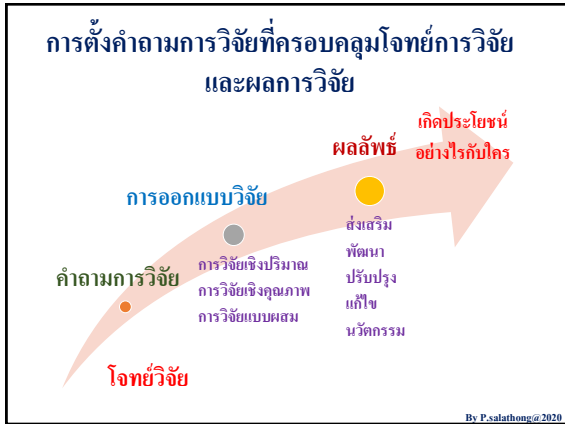 การตั้งคำถามการวิจัยที่ครอบคลุมโจทย์การวิจัย
และผลการวิจัย
เกิดประโยชน์
อย่างไรกับใคร
ผลลัพธ์
การออกแบบวิจัย
ส่งเสริม
พัฒนา
ปรับปรุง
แก้ไข
นวัตกรรม
คำถามการวิจัย
การวิจัยเชิงปริมาณ
การวิจัยเชิงคุณภาพ
การวิจัยแบบผสม
โจทย์วิจัย
By P.salathong@2020